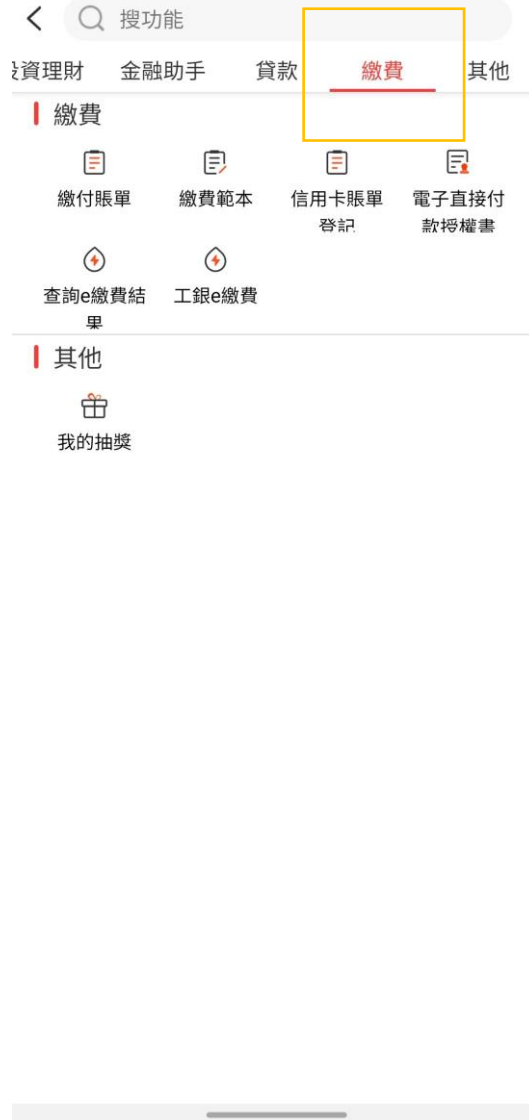 搜功能
投資理財 金融助手 貸款 繳費 其他
繳費
繳付賬單 繳費範本 信用卡賬單 電子直接付
登記 款授權書
查詢e繳費結 工銀e繳費
果
其他
我的抽獎